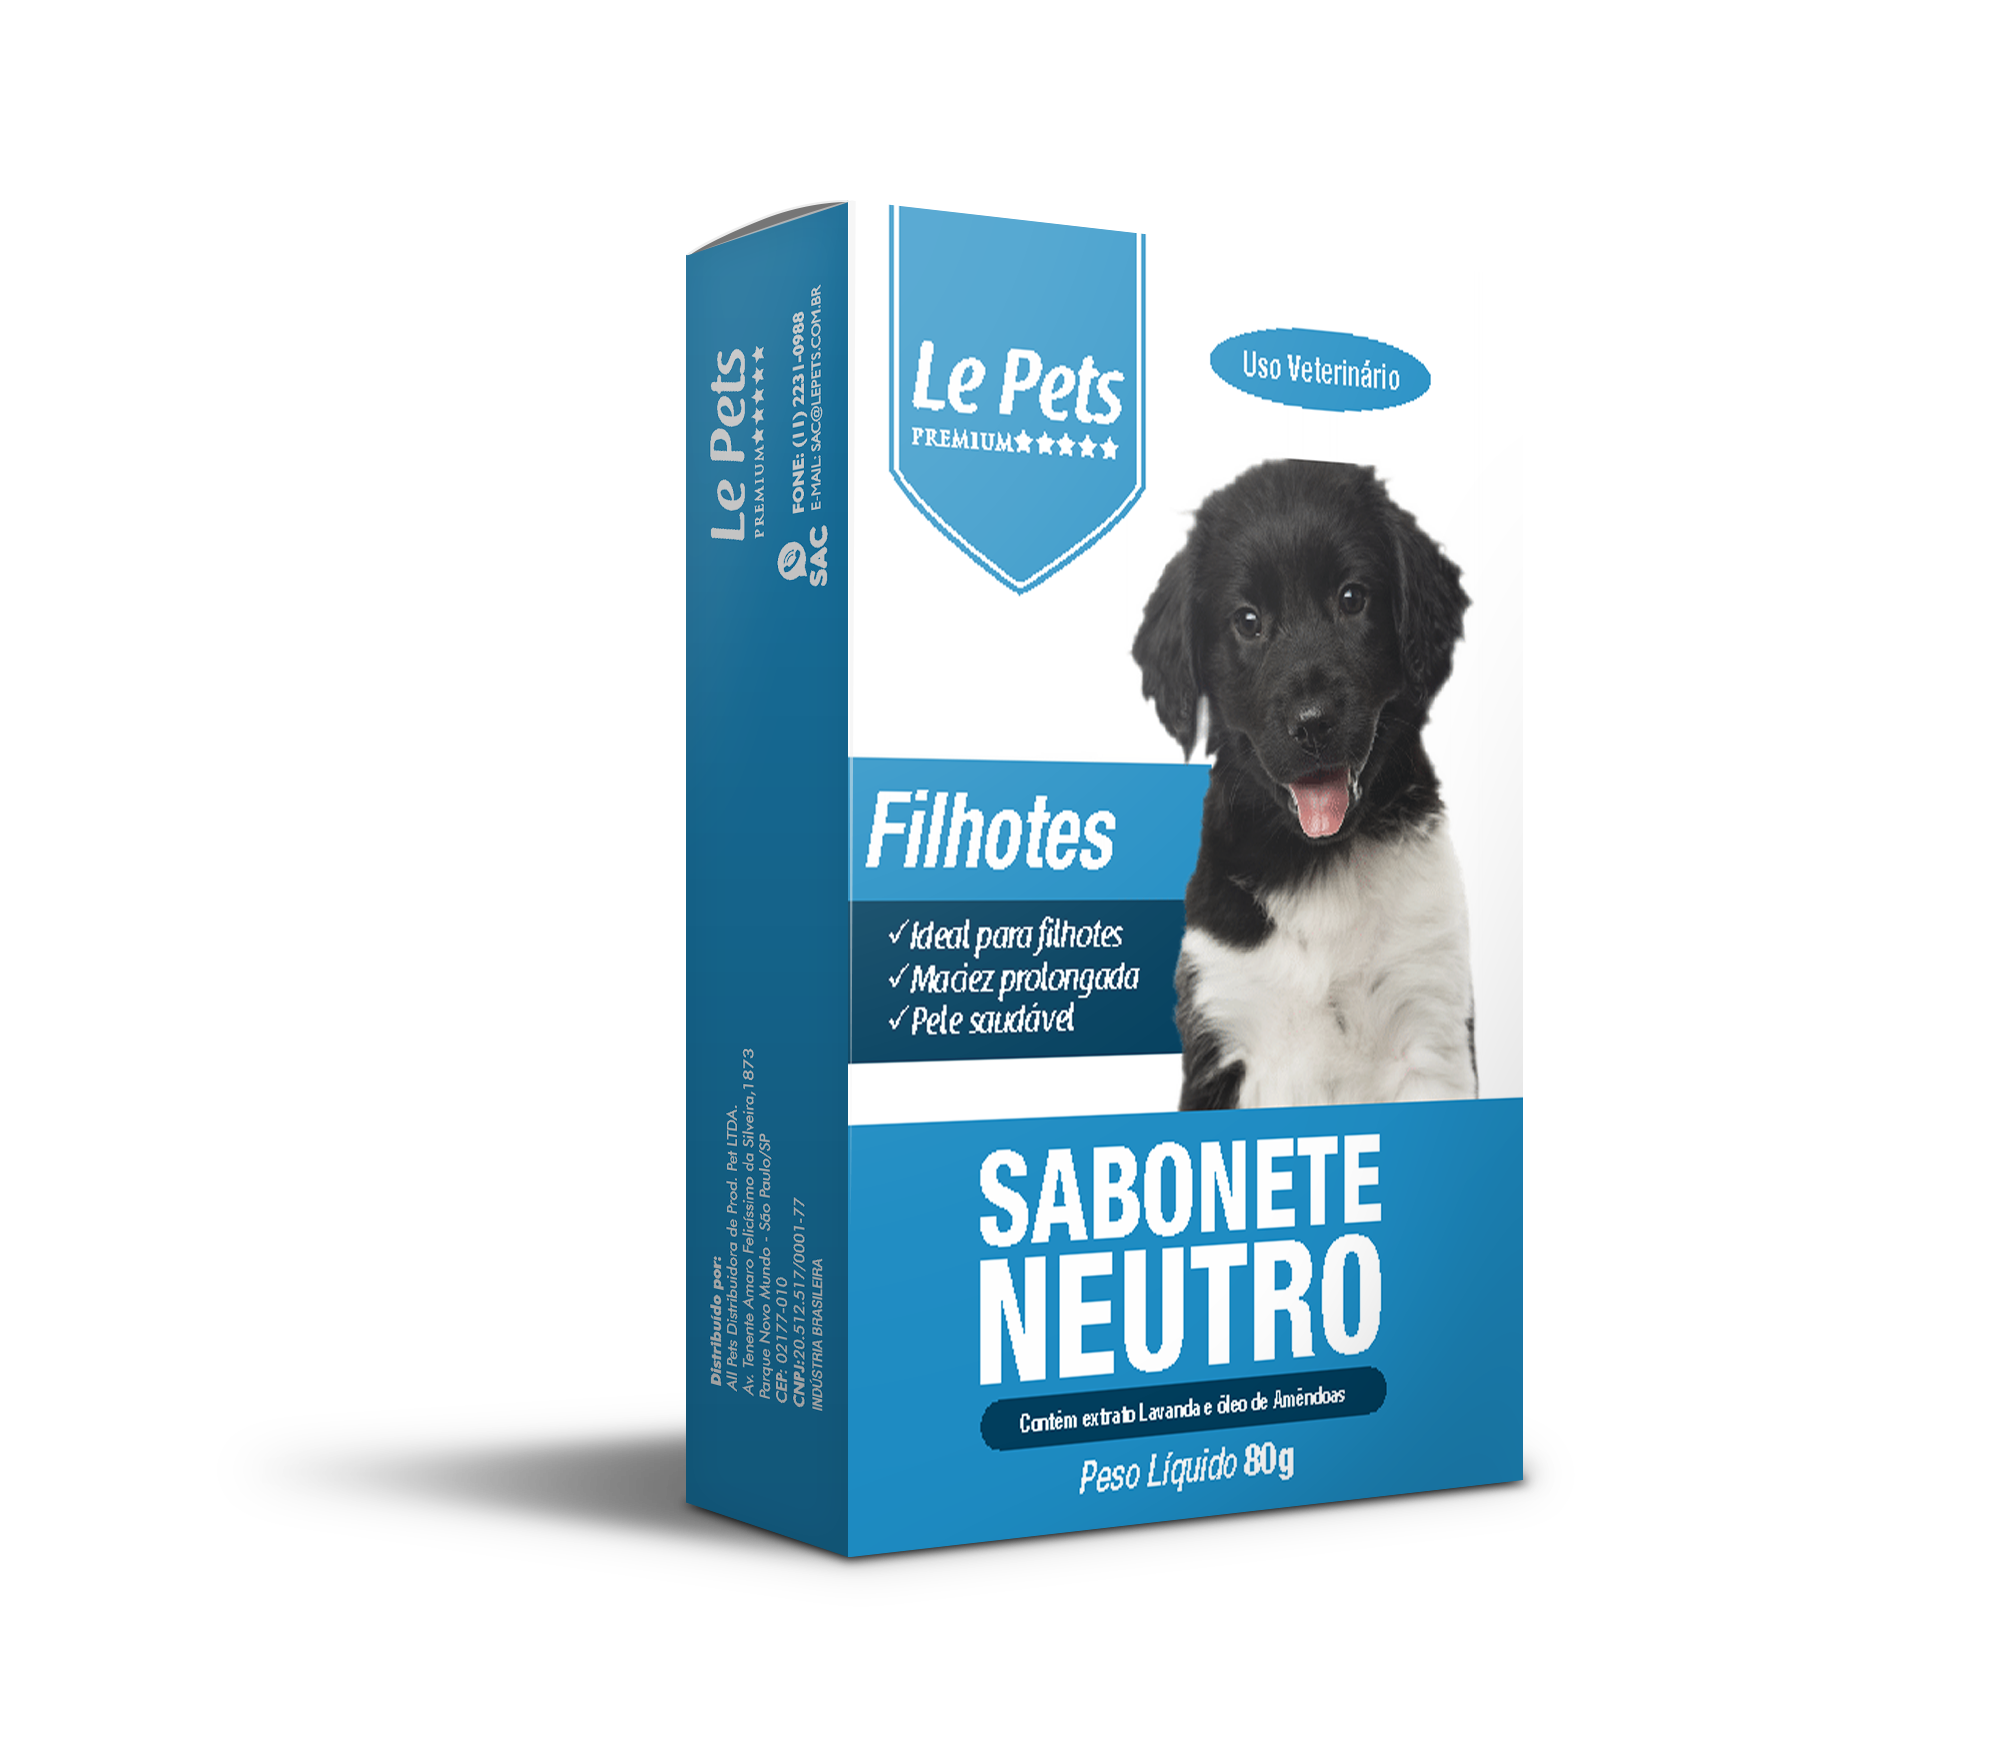 Le Pets
PREMIUM★★★★★
SAC
FONE: (11) 2231-0988
E-MAIL: SAC@LEPETS.COM.BR
Distribuído por:
All Pets Distribuidora de Prod. Pet LTDA.
Av. Tenente Amaro Felicíssimo da Silveira,1873
Parque Novo Mundo - São Paulo/SP
CEP: 02177-010
CNPJ:20.512.517/0001-77
INDÚSTRIA BRASILEIRA
Le Pets
PREMIUM★★★★★
Uso Veterinário
Filhotes
✓Ideal para filhotes
✓Maciez prolongada
✓Pele saudável
SABONETE
NEUTRO
Contém extrato Lavanda e óleo de Amêndoas
Peso Líquido 80g